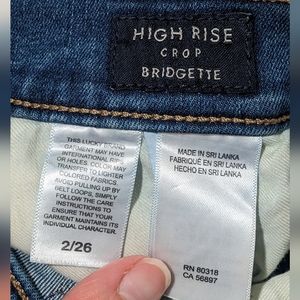 HIGH RISE
CROP
BRIDGETTE
THIS LUCKY BRAND
GARMENT MAY HAVE
INTERNATIONAL RIPS
OR HOLES. COLOR MAY
TRANSFER TO LIGHTER
COLORED FABRICS.
AVOID PULLING UP BY
BELT LOOPS, SIMPLY
FOLLOW THE CARE
INSTRUCTIONS TO
ENSURE THAT YOUR
GARMENT MAINTAINS ITS
INDIVIDUAL CHARACTER.
2/26
MADE IN SRI LANKA
FABRIQUÉ EN SRI LANKA
HECHO EN SRI LANKA
RN 80318
CA 56897